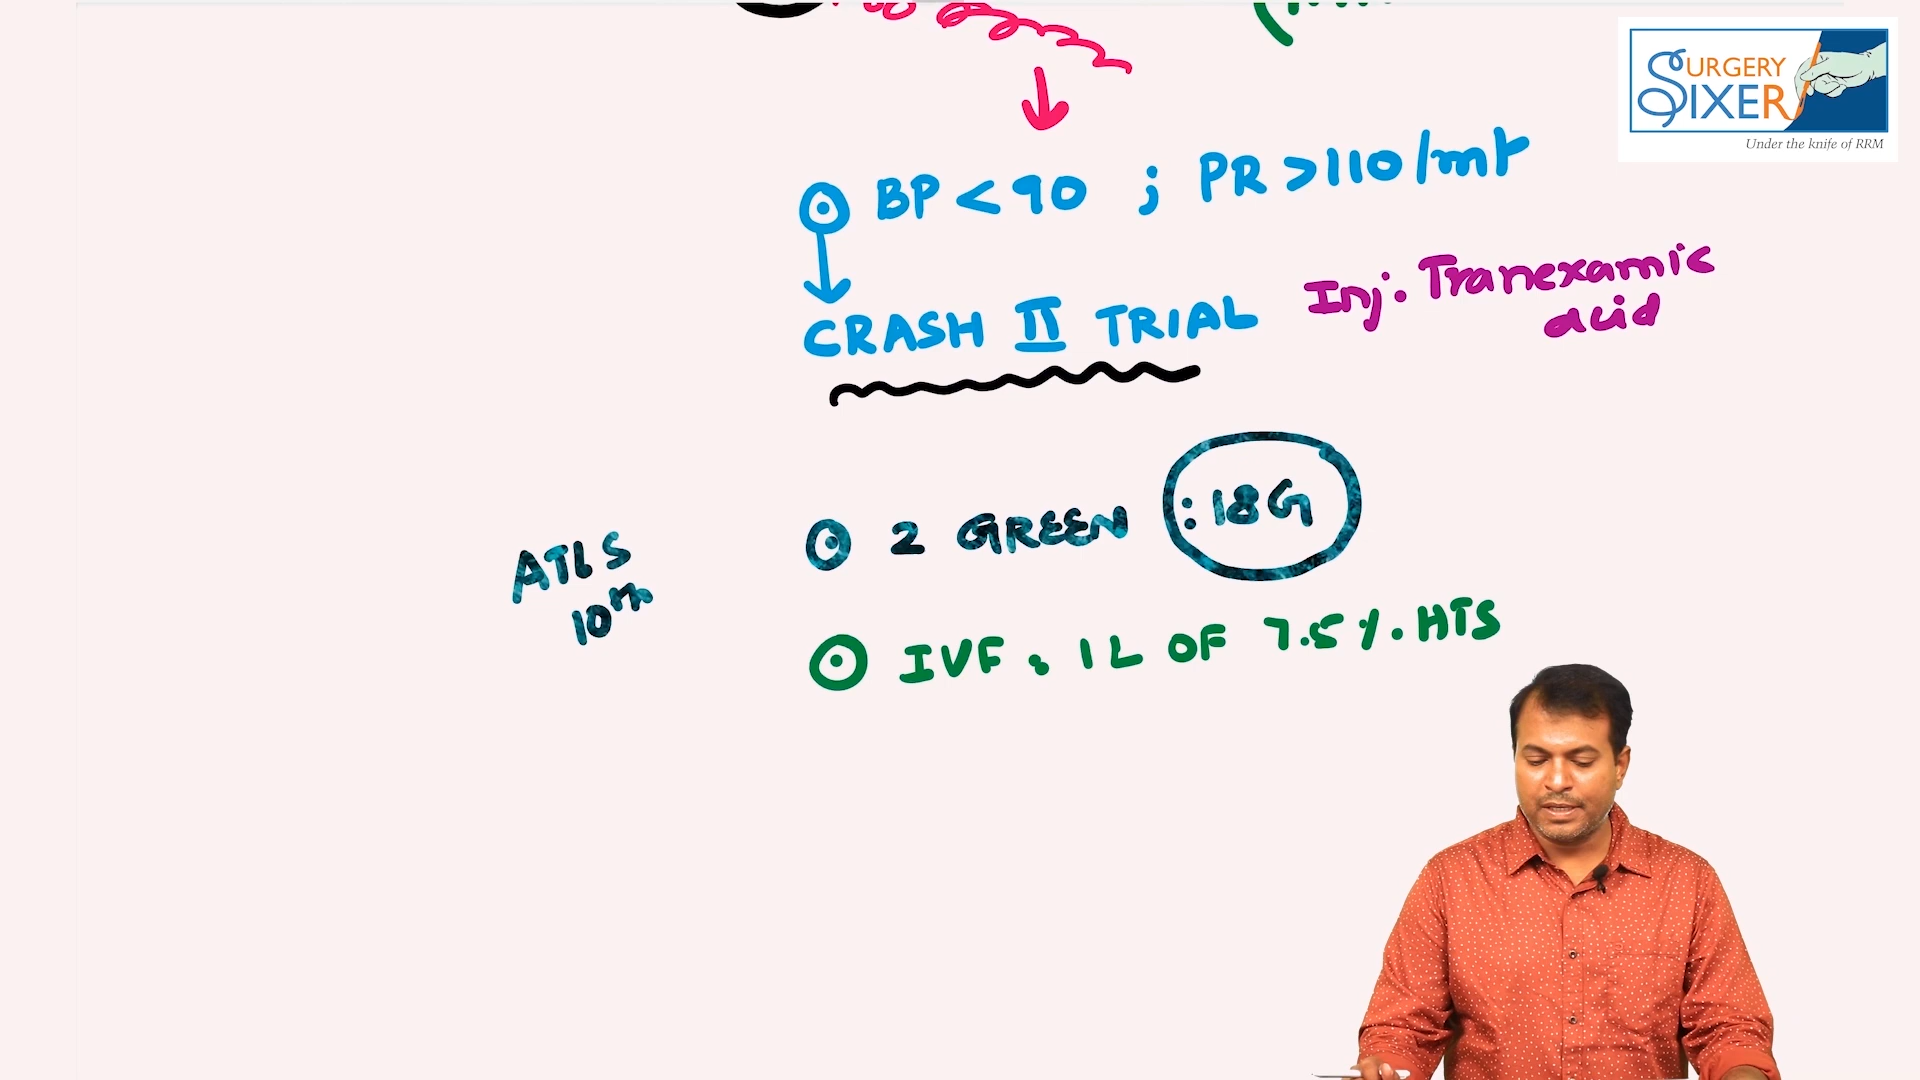 SURGERY
SIXER
Under the knife of RRM
BP < 90 ; PR > 110/mt
CRASH II TRIAL
Inj. Tranexamic
acid
2 GREEN : 18G
ATLS
10th
IVF : 1L OF 7.5%. HTS